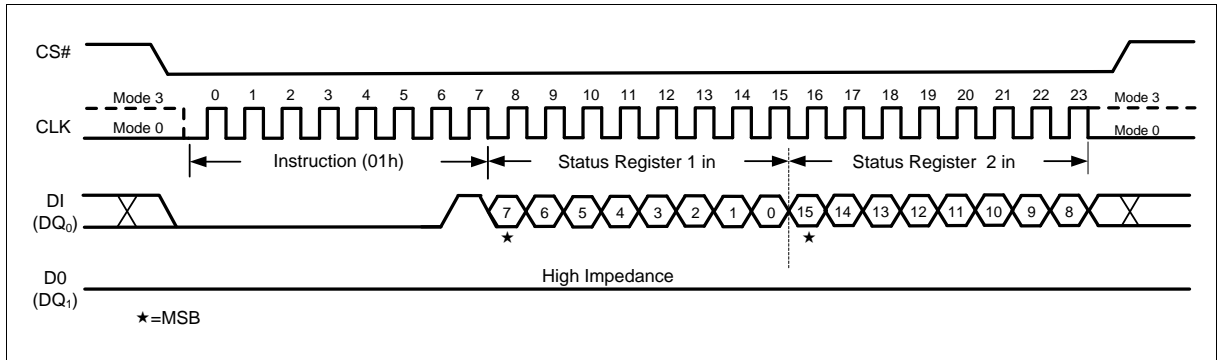 CS#
Mode 3
0 1 2 3 4 5 6 7 8 9 10 11 12 13 14 15 16 17 18 19 20 21 22 23
Mode 3
CLK
Mode 0
Mode 0
Instruction (01h)
Status Register 1 in
Status Register 2 in
DI
(DQ0)
7 6 5 4 3 2 1 0 15 14 13 12 11 10 9 8
★ ★
High Impedance
D0
(DQ1)
★=MSB